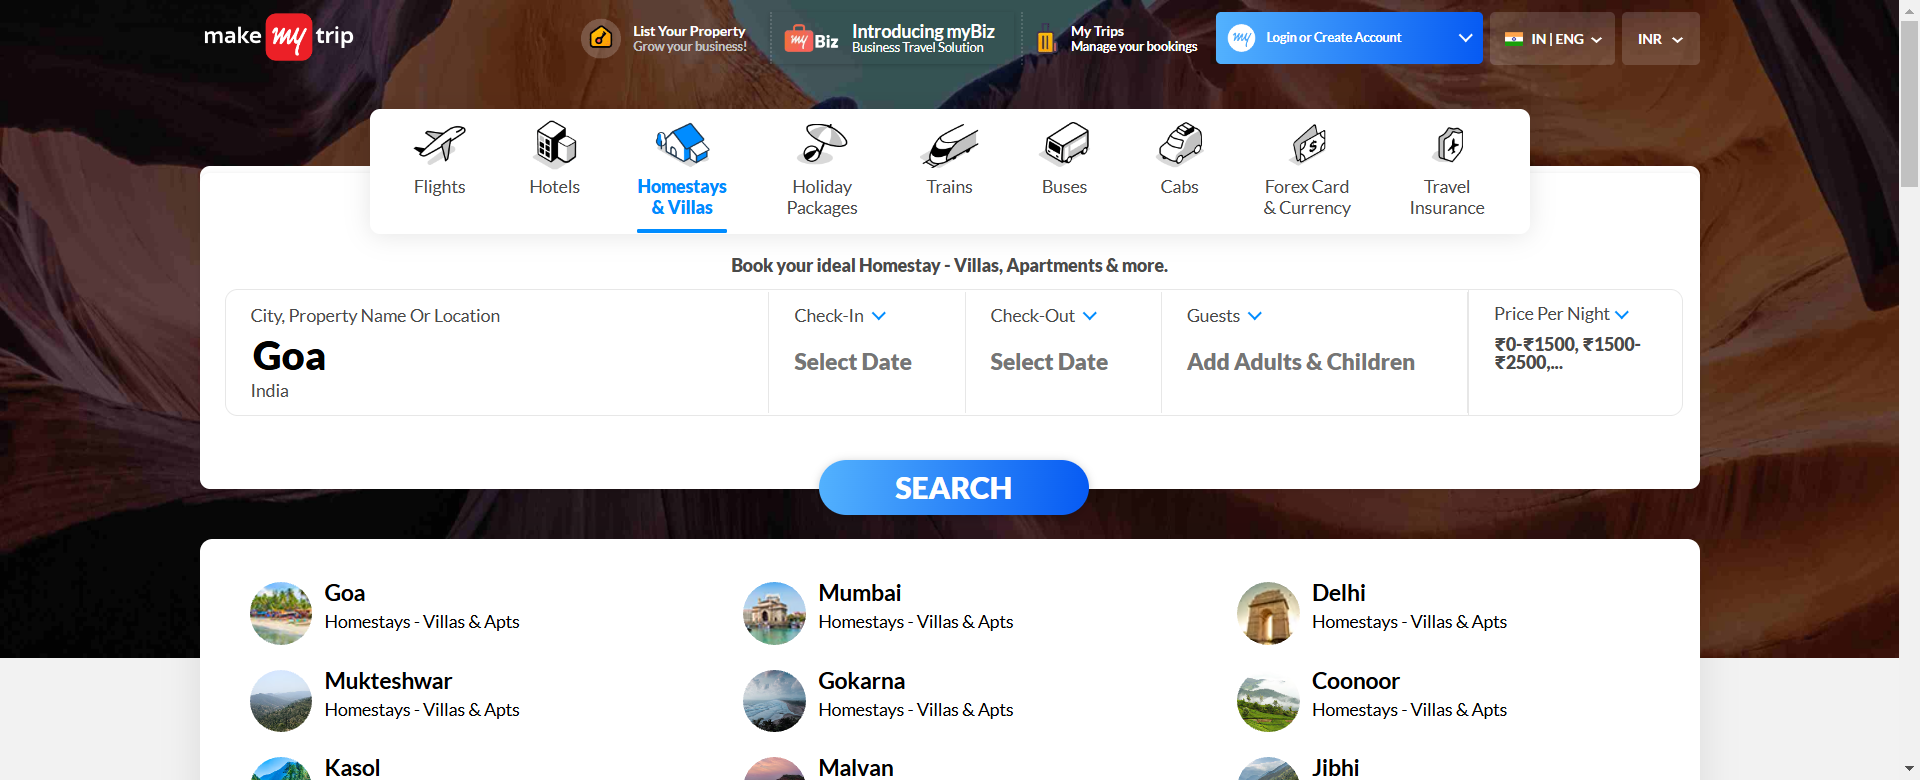 make my trip
List Your Property
Grow your business!
my Biz
Introducing myBiz
Business Travel Solution
My Trips
Manage your bookings
my
Login or Create Account
IN | ENG
INR
Flights
Hotels
Homestays
& Villas
Holiday
Packages
Trains
Buses
Cabs
Forex Card
& Currency
Travel
Insurance
Book your ideal Homestay - Villas, Apartments & more.
City, Property Name Or Location
Goa
India
Check-In
Select Date
Check-Out
Select Date
Guests
Add Adults & Children
Price Per Night
₹0-₹1500, ₹1500-
₹2500,...
SEARCH
Goa
Homestays - Villas & Apts
Mumbai
Homestays - Villas & Apts
Delhi
Homestays - Villas & Apts
Mukteshwar
Homestays - Villas & Apts
Gokarna
Homestays - Villas & Apts
Coonoor
Homestays - Villas & Apts
Kasol
Malvan
Jibhi